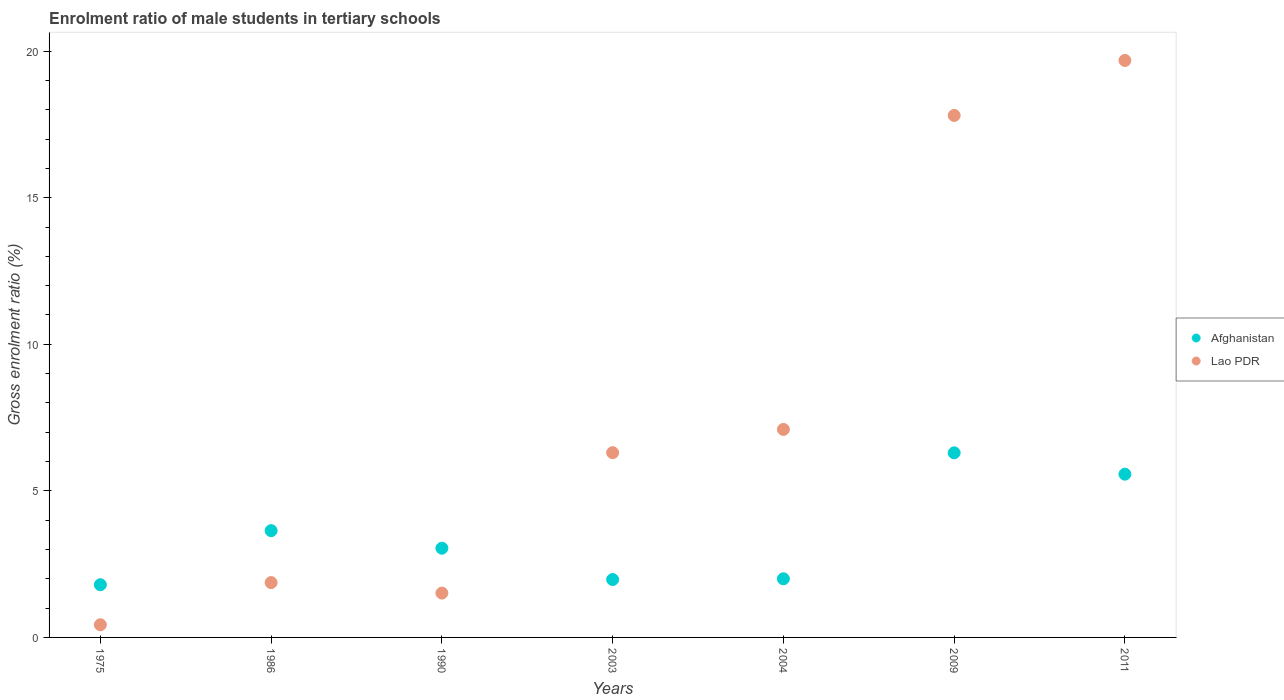 Enrolment ratio of male students in tertiary schools
Gross enrolment ratio (%)
20
15
10
5
0
1975
1986
1990
2003
2004
2009
2011
Years
Afghanistan
Lao PDR